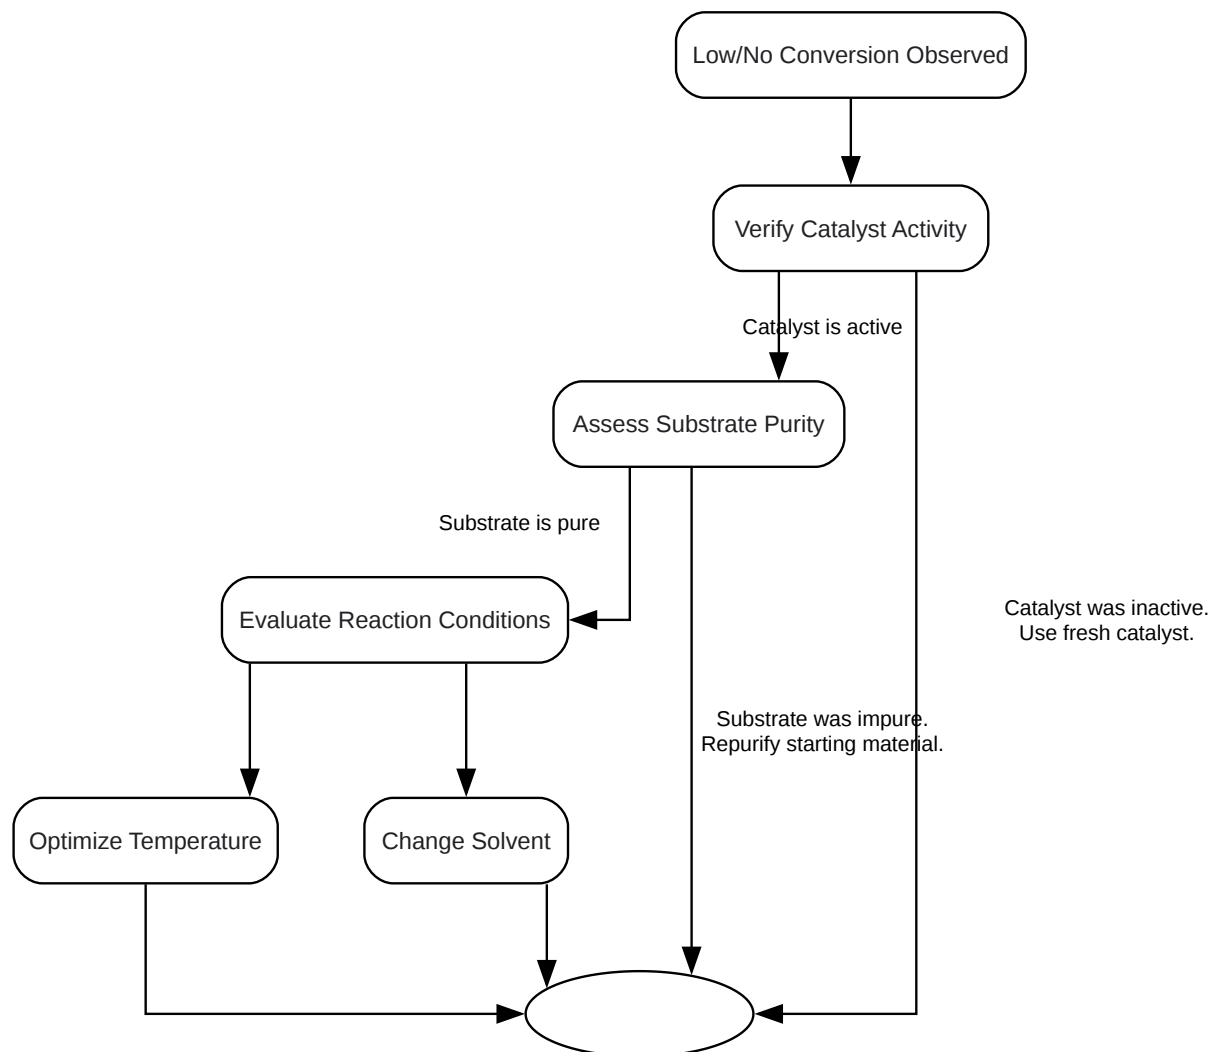 Low/No Conversion Observed
Verify Catalyst Activity
Catalyst is active
Assess Substrate Purity
Substrate is pure
Evaluate Reaction Conditions
Catalyst was inactive.
Use fresh catalyst.
Substrate was impure.
Repurify starting material.
Optimize Temperature
Change Solvent